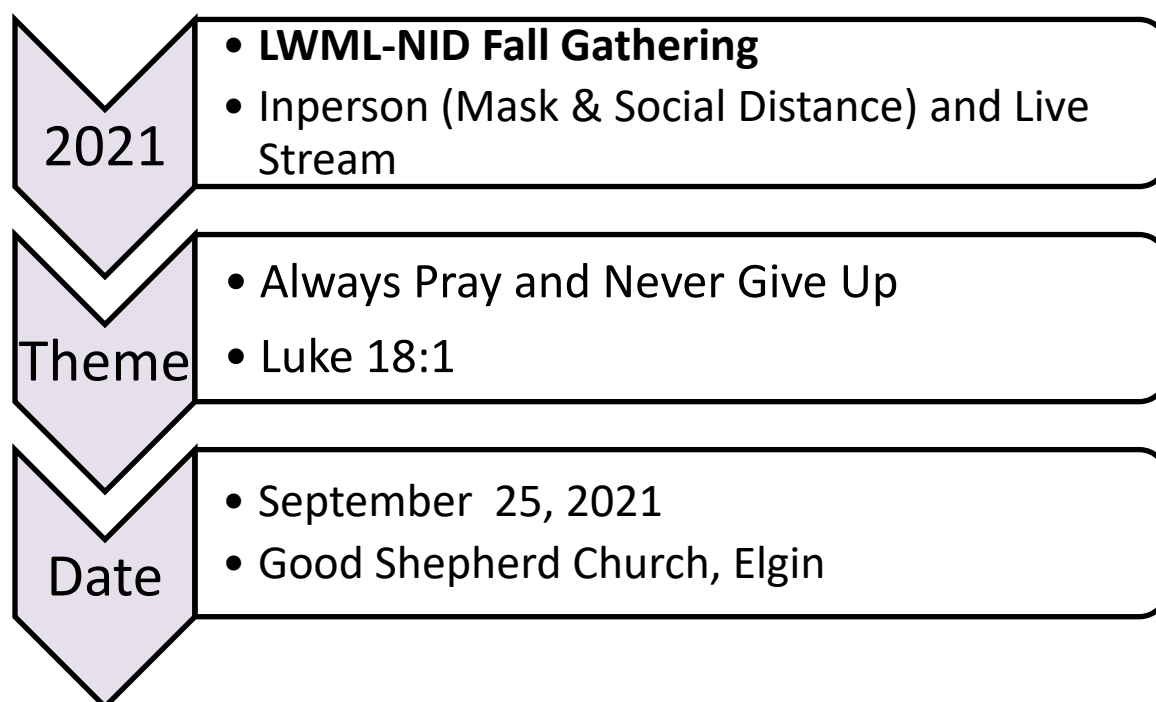 2021
• LWML-NID Fall Gathering
• Inperson (Mask & Social Distance) and Live
Stream
Theme
• Always Pray and Never Give Up
• Luke 18:1
Date
• September  25, 2021
• Good Shepherd Church, Elgin